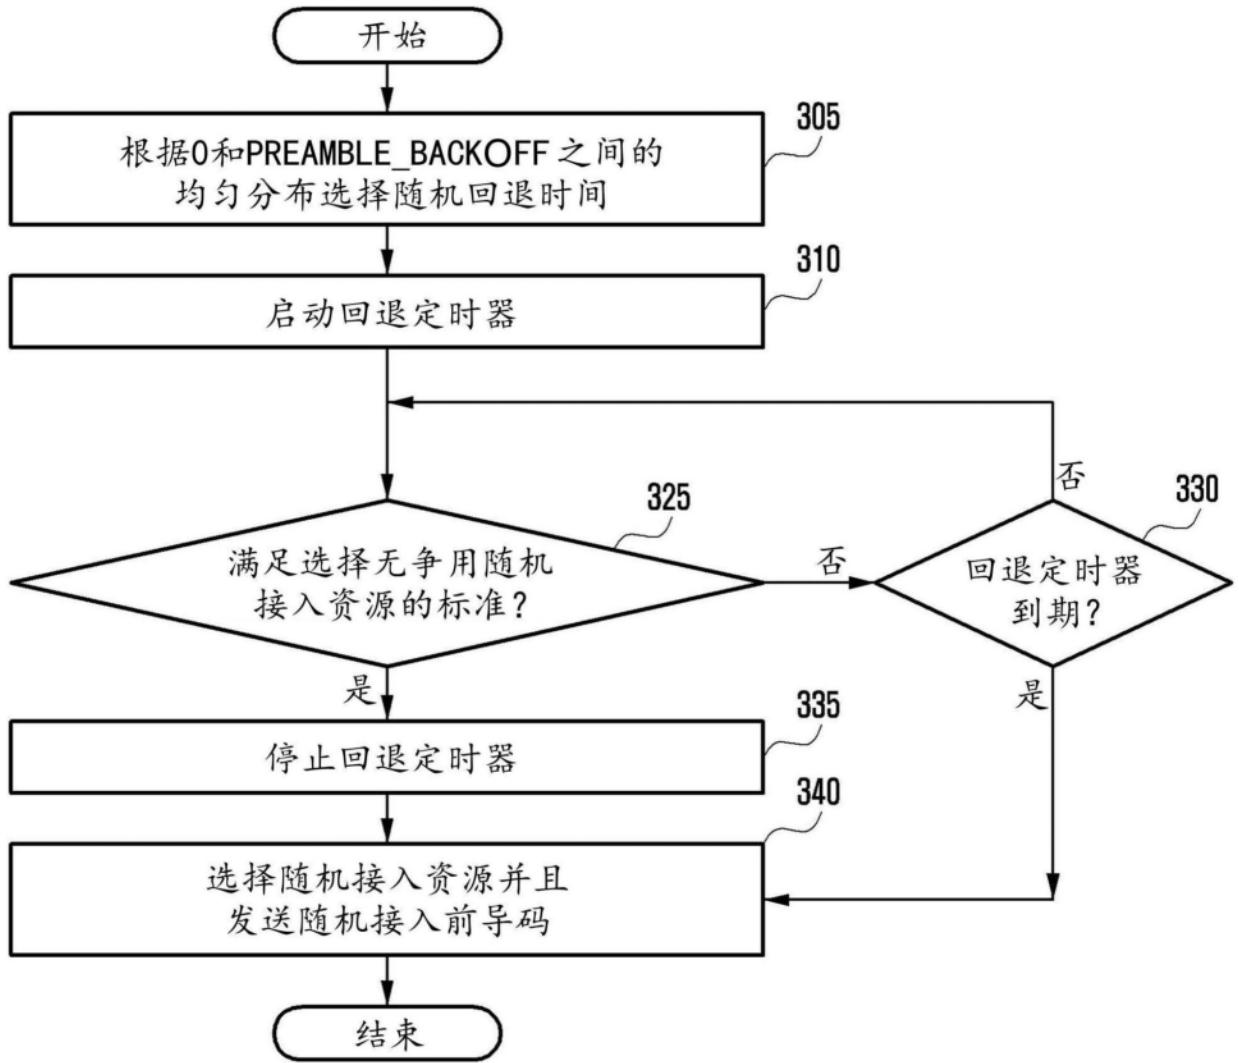 开始
305
根据0和PREAMBLE_BACKOFF之间的
均匀分布选择随机回退时间
310
启动回退定时器
325
满足选择无争用随机
接入资源的标准?
否
否
330
回退定时器
到期?
是
是
335
停止回退定时器
340
选择随机接入资源并且
发送随机接入前导码
结束